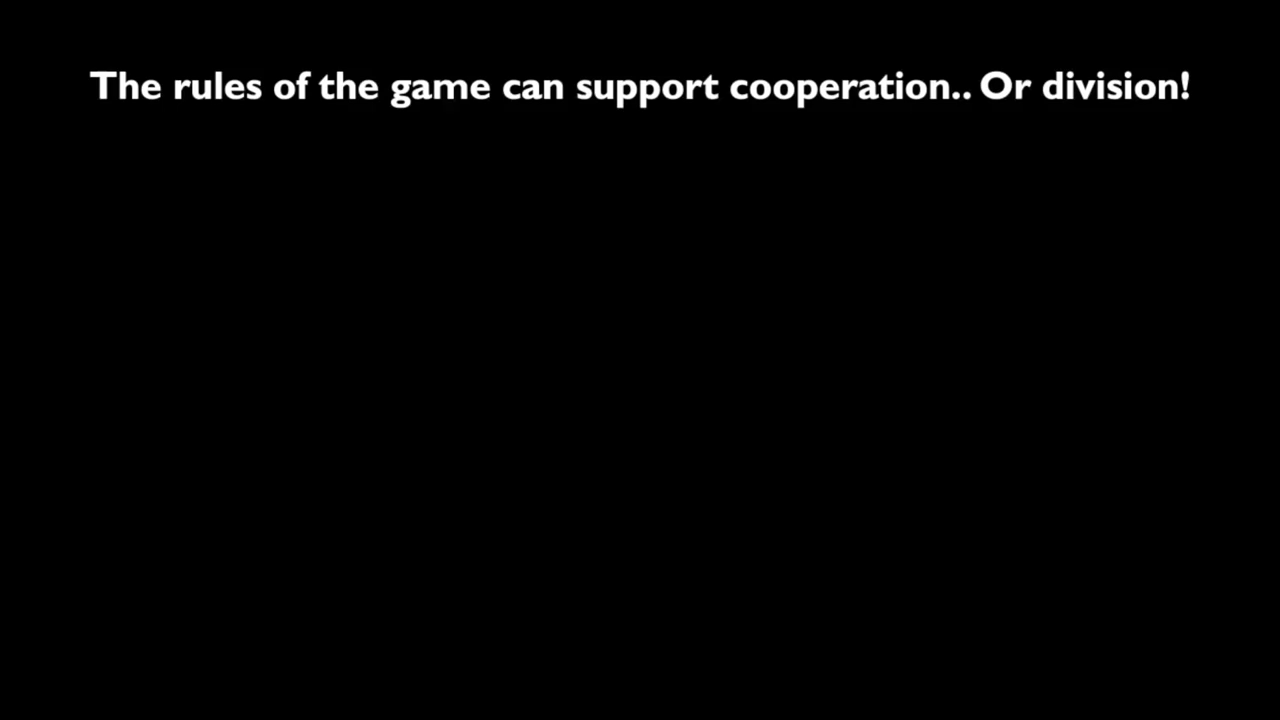 The rules of the game can support cooperation.. Or division!